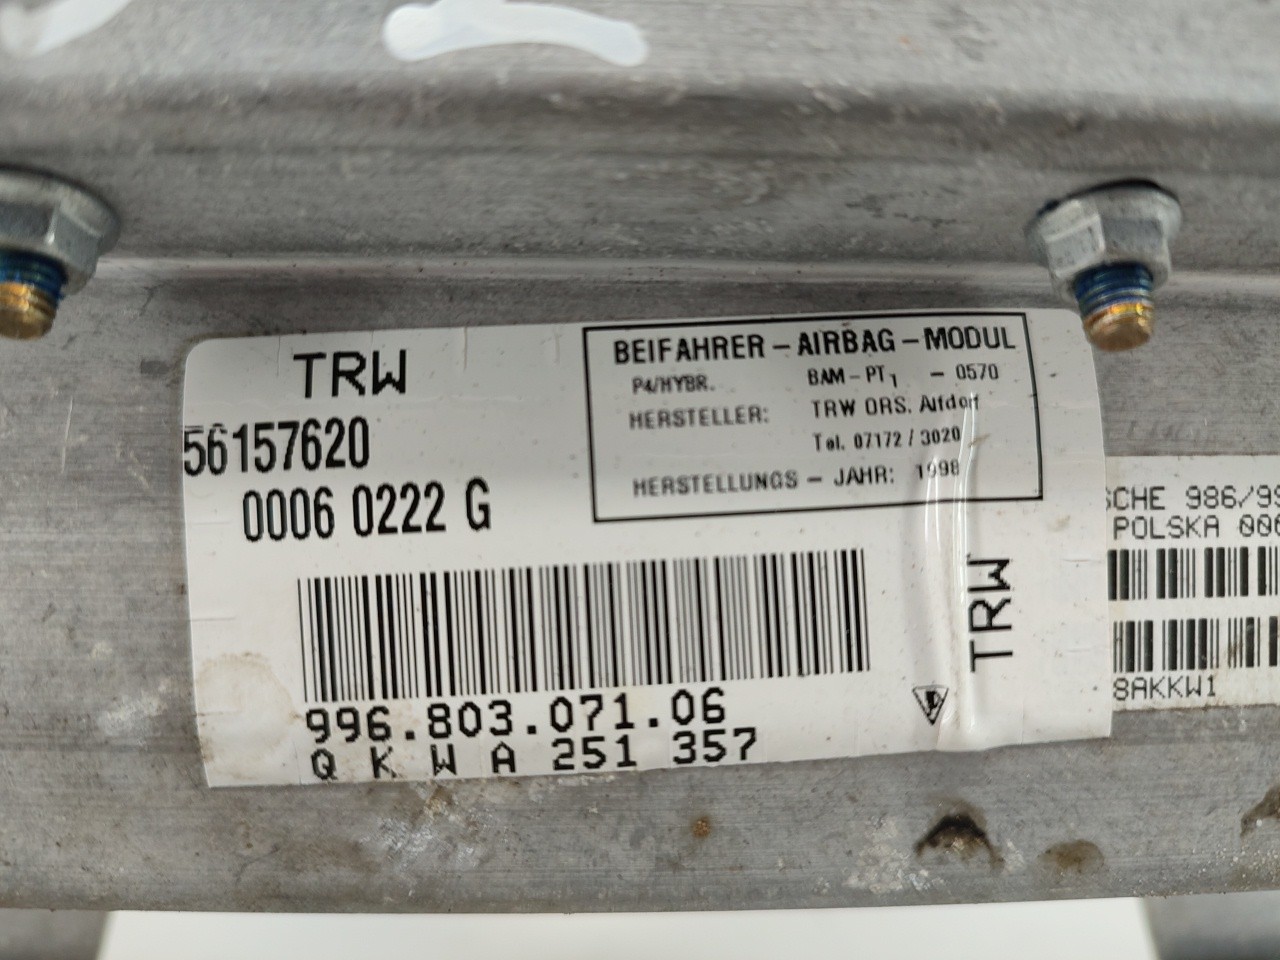 TRW
56157620
0006 0222 G
BEIFAHRER - AIRBAG - MODUL
P4/HYBR. BAM - PT1 - 0570
HERSTELLER: TRW ORS. Alfdorf
Tel. 07172 / 3020
HERSTELLUNGS - JAHR: 1998
TRW
996.803.071.06
Q K W A 251 357
SCHE 986/99
POLSKA 000
8AKKW1